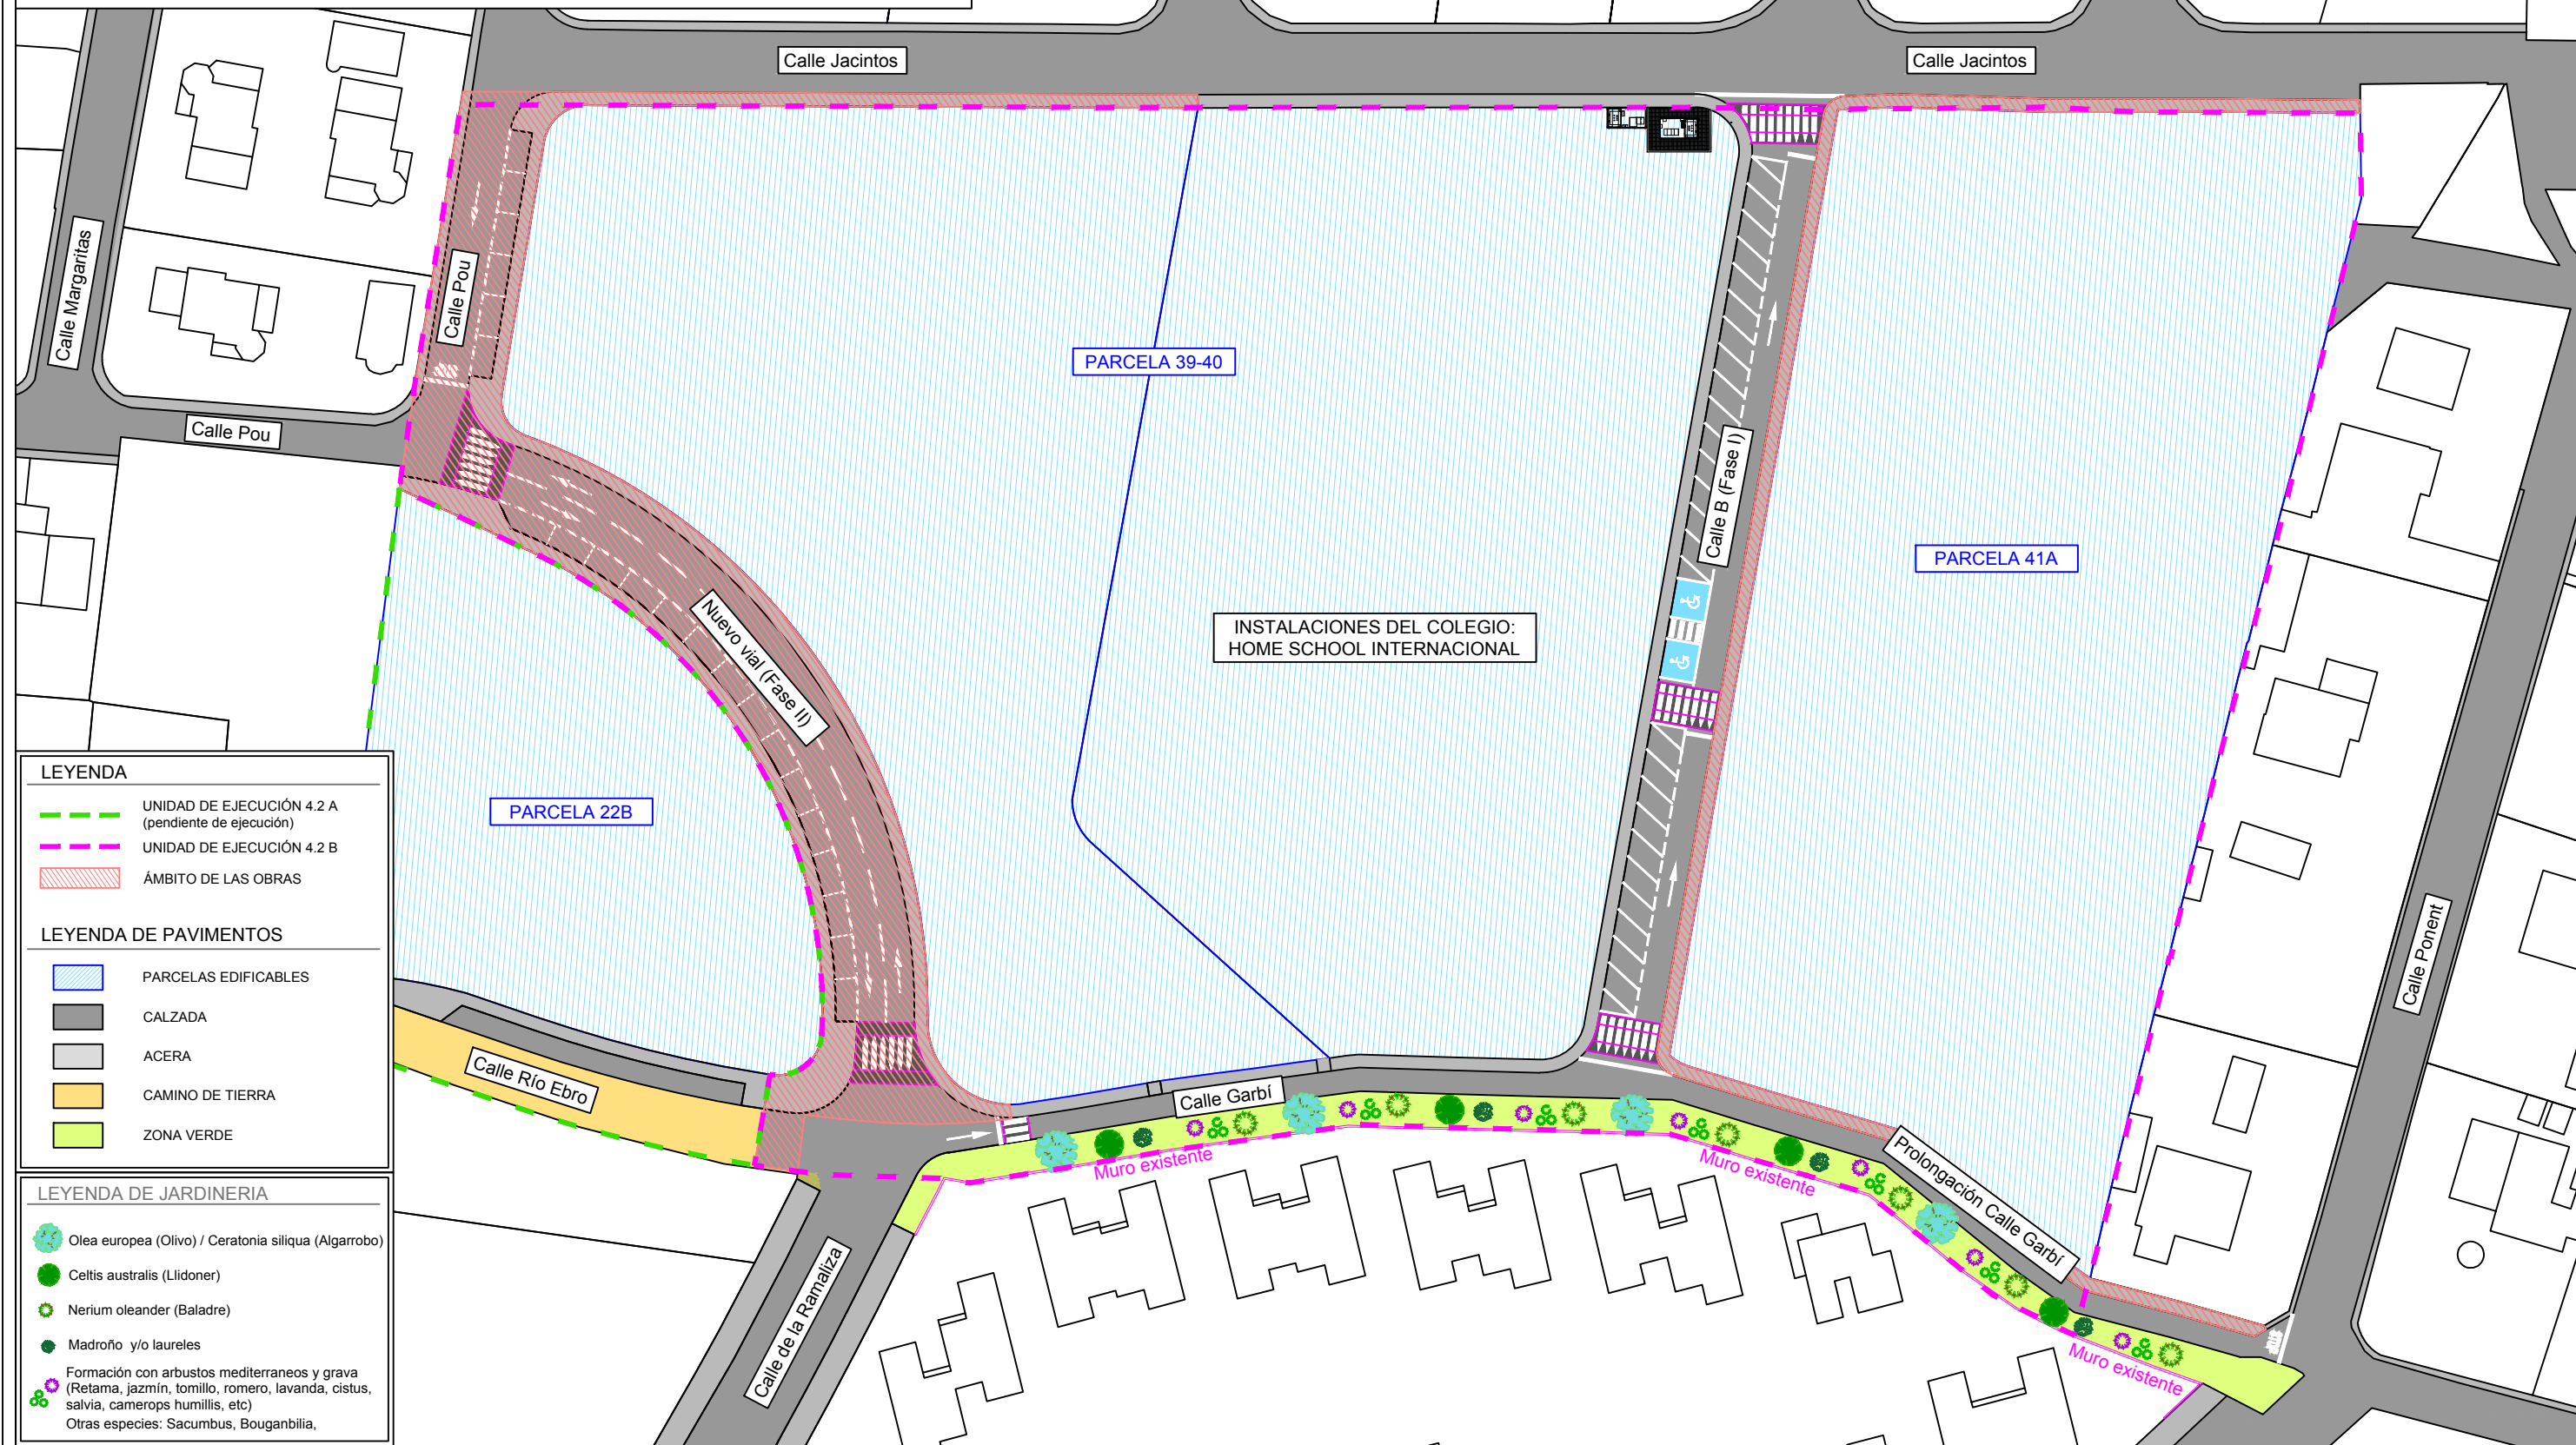 Calle Jacintos
Calle Jacintos
Calle Margaritas
Calle Pou
Calle Pou
PARCELA 39-40
Calle B (Fase I)
PARCELA 41A
Nuevo vial (Fase II)
INSTALACIONES DEL COLEGIO:
HOME SCHOOL INTERNACIONAL
PARCELA 22B
Calle Ponent
Calle Río Ebro
Calle Garbí
Muro existente
Muro existente
Prolongación Calle Garbí
Calle de la Ramaliza
Muro existente
LEYENDA
UNIDAD DE EJECUCIÓN 4.2 A
(pendiente de ejecución)
UNIDAD DE EJECUCIÓN 4.2 B
ÁMBITO DE LAS OBRAS
LEYENDA DE PAVIMENTOS
PARCELAS EDIFICABLES
CALZADA
ACERA
CAMINO DE TIERRA
ZONA VERDE
LEYENDA DE JARDINERIA
Olea europea (Olivo) / Ceratonia siliqua (Algarrobo)
Celtis australis (Llidoner)
Nerium oleander (Baladre)
Madroño y/o laureles
Formación con arbustos mediterraneos y grava
(Retama, jazmín, tomillo, romero, lavanda, cistus,
salvia, camerops humillis, etc)
Otras especies: Sacumbus, Bouganbilia,